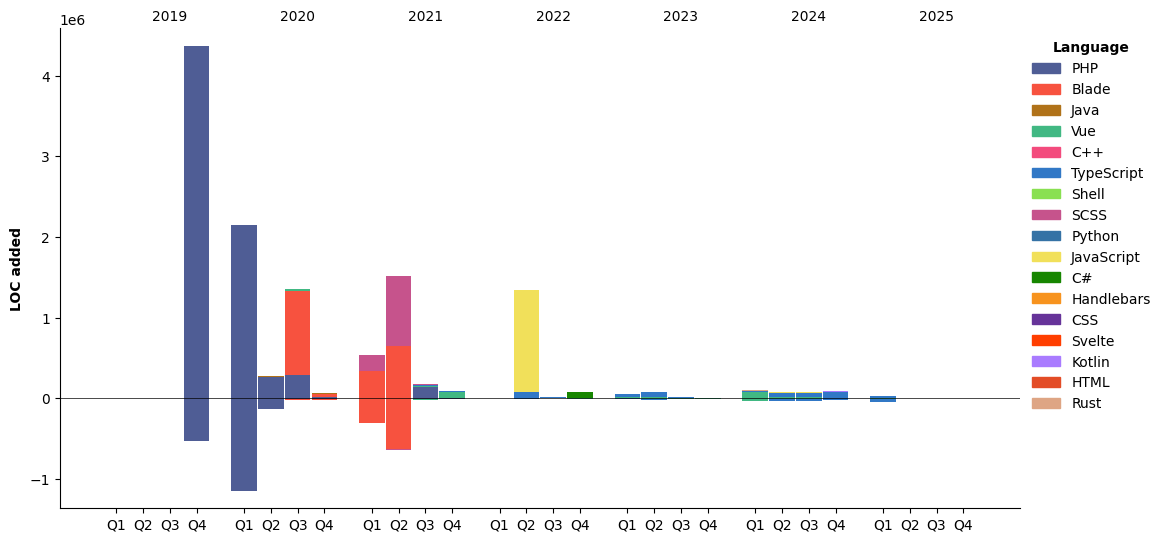 1e6
2019 2020 2021 2022 2023 2024 2025
LOC added
4
3
2
1
0
−1
Q1 Q2 Q3 Q4 Q1 Q2 Q3 Q4 Q1 Q2 Q3 Q4 Q1 Q2 Q3 Q4 Q1 Q2 Q3 Q4 Q1 Q2 Q3 Q4 Q1 Q2 Q3 Q4
Language
PHP
Blade
Java
Vue
C++
TypeScript
Shell
SCSS
Python
JavaScript
C#
Handlebars
CSS
Svelte
Kotlin
HTML
Rust